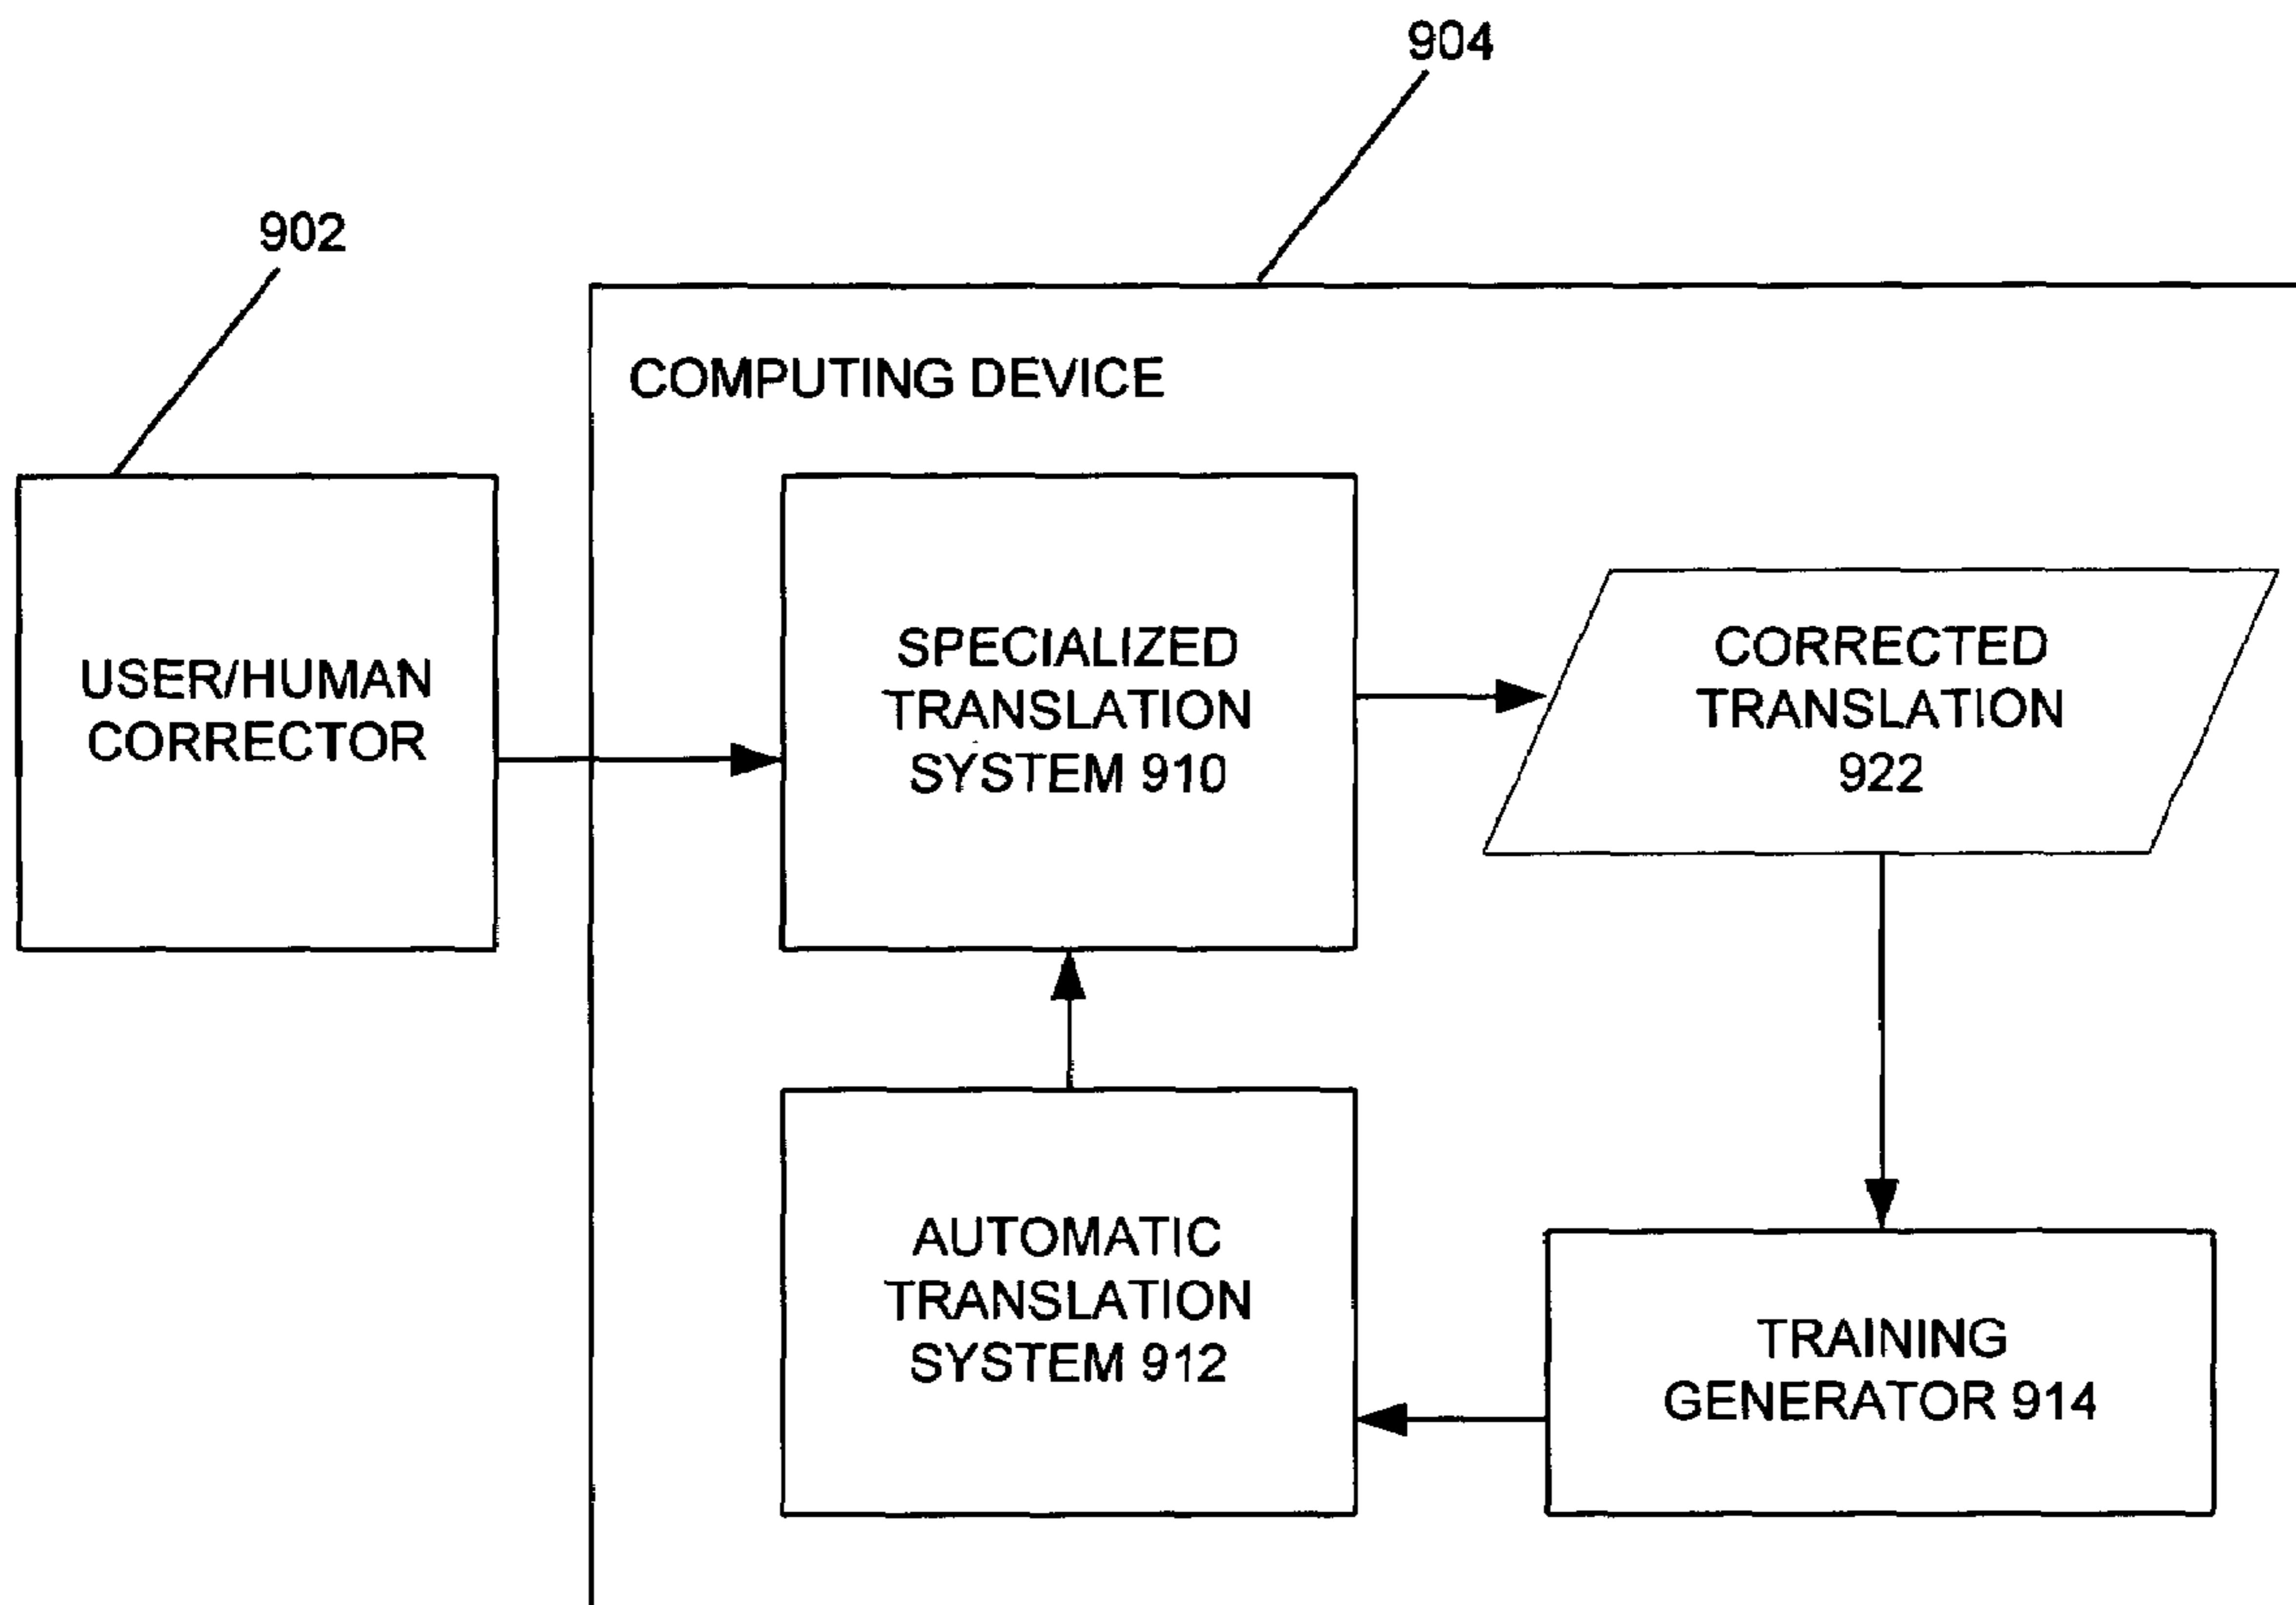 904
902
COMPUTING DEVICE
USER/HUMAN
CORRECTOR
SPECIALIZED
TRANSLATION
SYSTEM 910
CORRECTED
TRANSLATION
922
AUTOMATIC
TRANSLATION
SYSTEM 912
TRAINING
GENERATOR 914